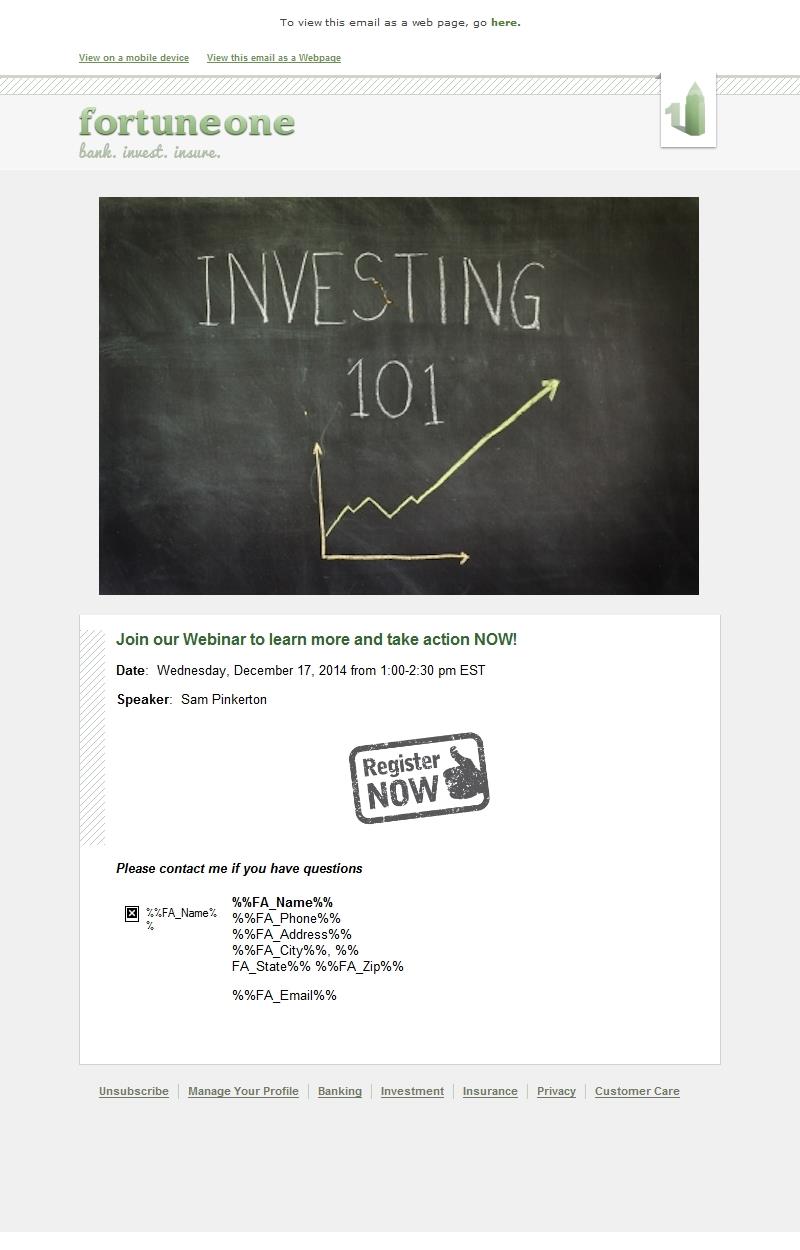 To view this email as a web page, go here.
View on a mobile device View this email as a Webpage
1
fortuneone
bank. invest. insure.
INVESTING
101
Join our Webinar to learn more and take action NOW!
Date: Wednesday, December 17, 2014 from 1:00-2:30 pm EST
Speaker: Sam Pinkerton
Register
NOW
Please contact me if you have questions
%%FA_Name%
%
%%FA_Name%%
%%FA_Phone%%
%%FA_Address%%
%%FA_City%%, %%
FA_State%% %%FA_Zip%%
%%FA_Email%%
Unsubscribe Manage Your Profile Banking Investment Insurance Privacy Customer Care